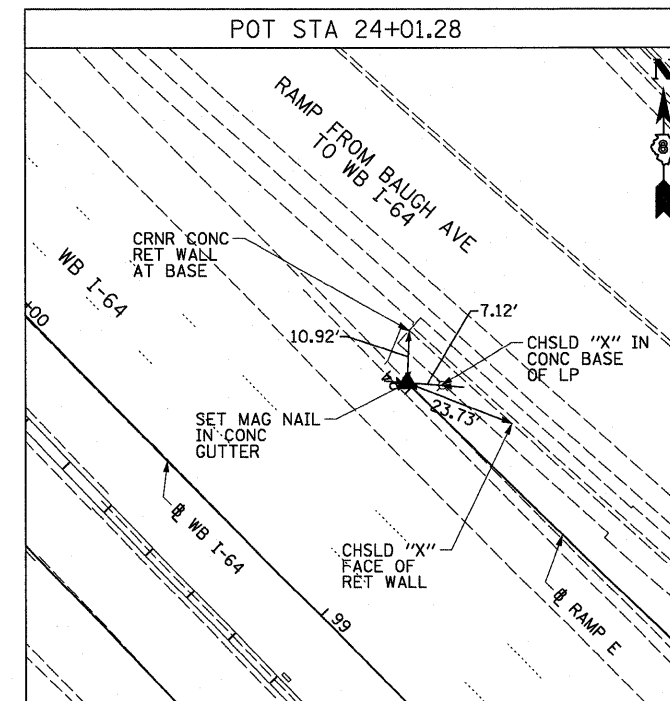 POT STA 24+01.28
N
8
RAMP FROM BAUGH AVE
TO WB I-64
CRNR CONC
RET WALL
AT BASE
WB I-64
+00
7.12'
10.92'
CHSLD "X" IN
CONC BASE
OF LP
23.73'
SET MAG NAIL
IN CONC
GUTTER
℄ WB I-64
CHSLD "X"
FACE OF
RET WALL
99
℄ RAMP E